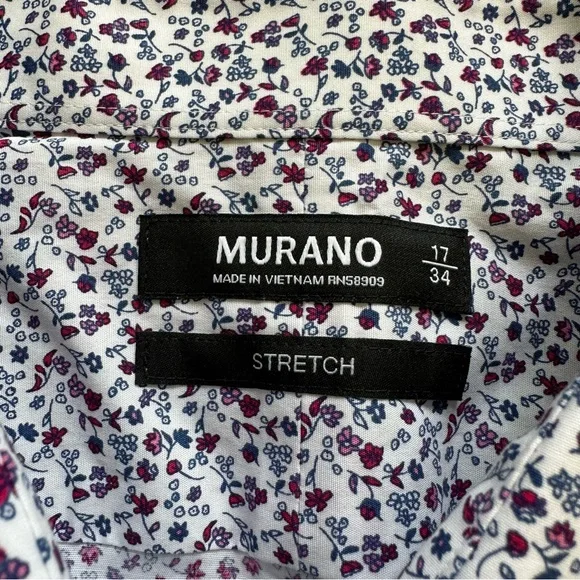 MURANO
MADE IN VIETNAM RN58909
17
34
STRETCH